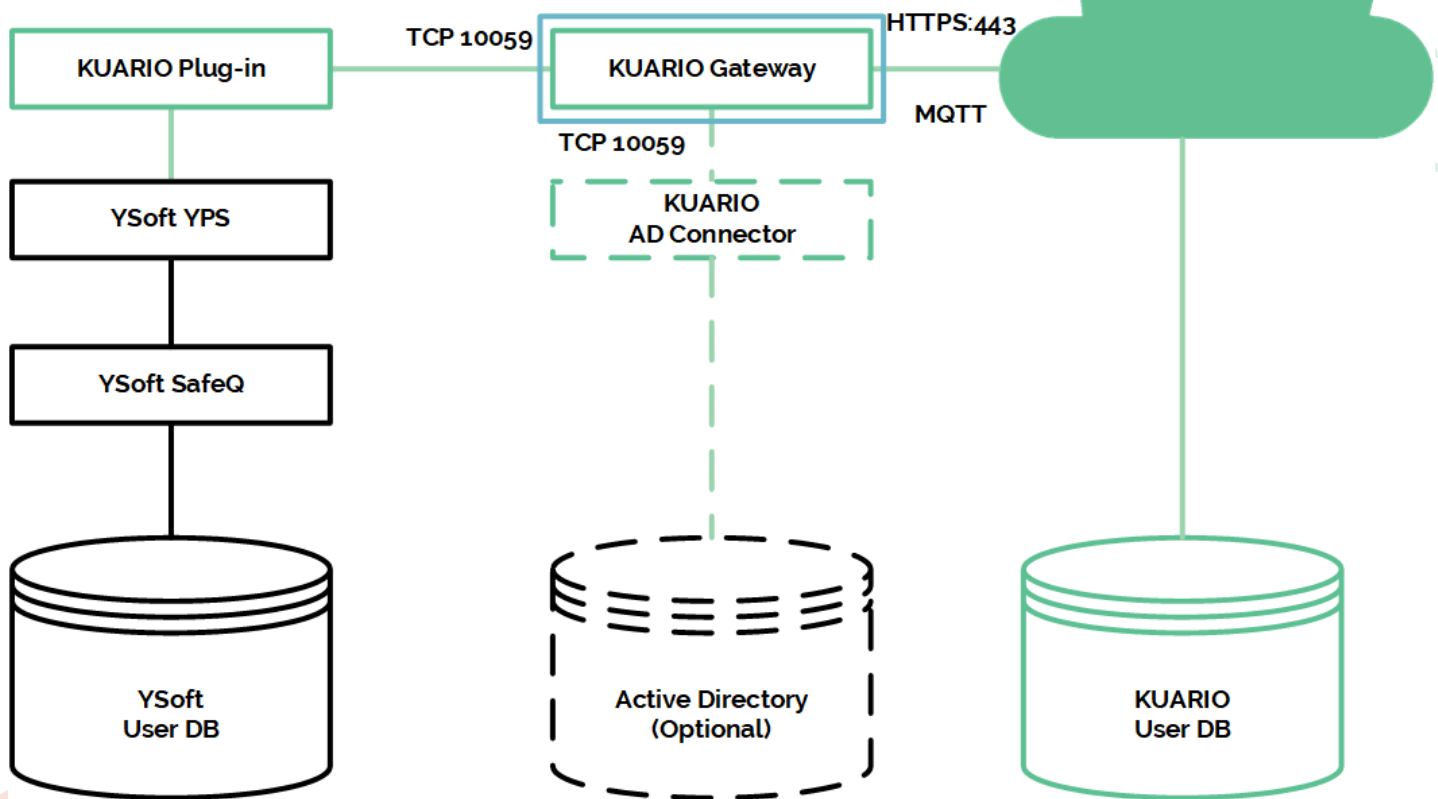 TCP 10059
HTTPS:443
KUARIO Plug-in
KUARIO Gateway
MQTT
TCP 10059
KUARIO
AD Connector
YSoft YPS
YSoft SafeQ
YSoft
User DB
Active Directory
(Optional)
KUARIO
User DB